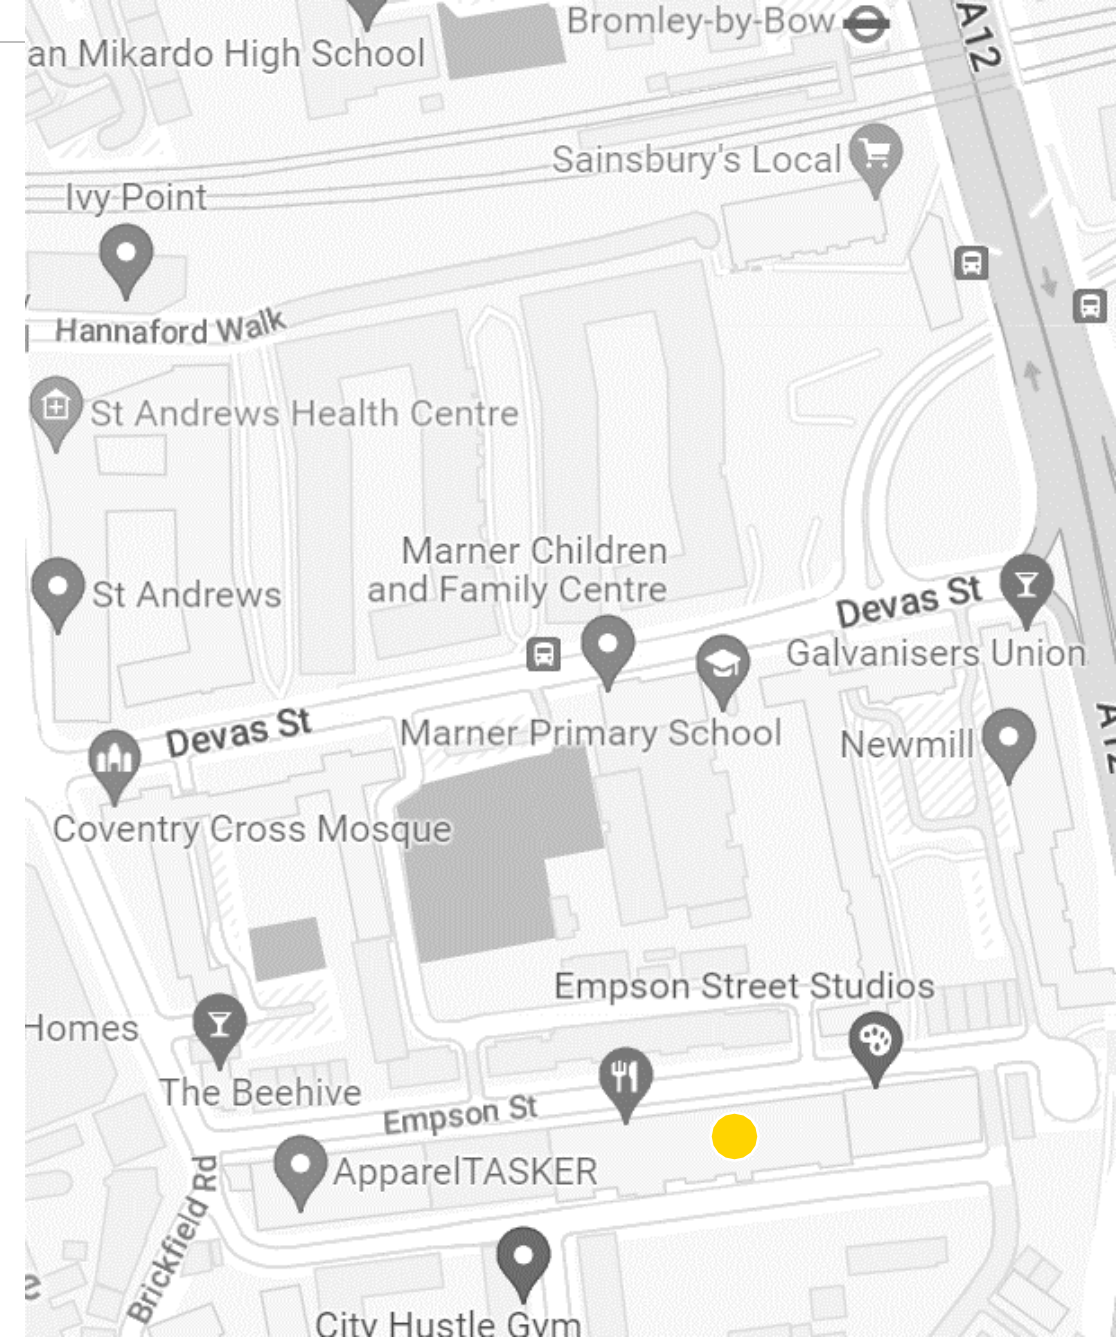 Bromley-by-Bow
A12
an Mikardo High School
Sainsbury's Local
Ivy Point
Hannaford Walk
St Andrews Health Centre
Marner Children
and Family Centre
St Andrews
Devas St
Galvanisers Union
Devas St
Marner Primary School
Newmill
A12
Coventry Cross Mosque
Empson Street Studios
Homes
The Beehive
Empson St
ApparelTASKER
Brickfield Rd
City Hustle Gym